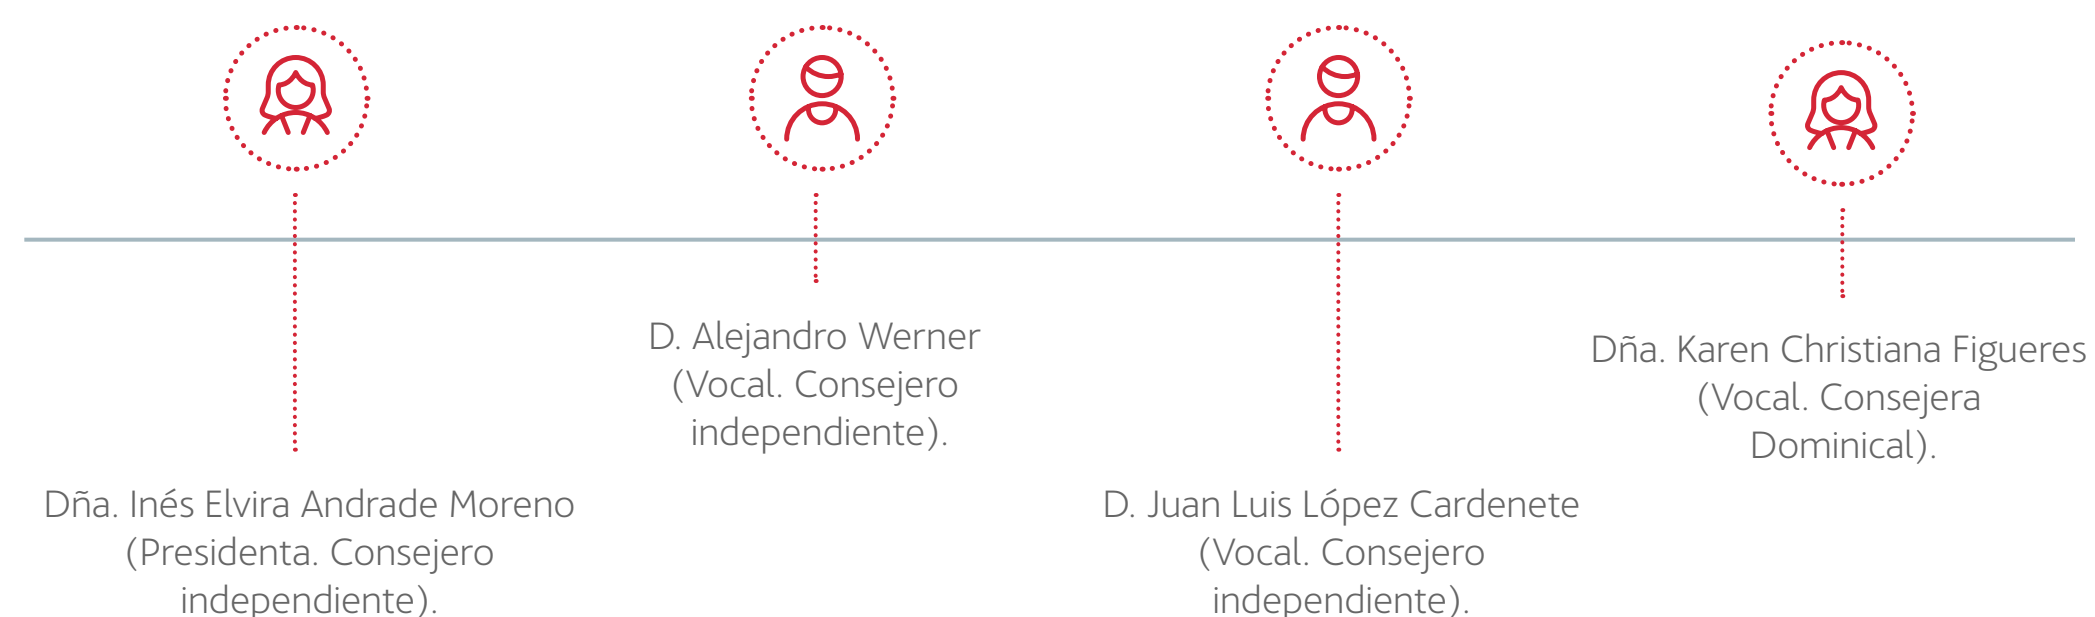 Dña. Inés Elvira Andrade Moreno
(Presidenta. Consejero
independiente).
D. Alejandro Werner
(Vocal. Consejero
independiente).
D. Juan Luis López Cardenete
(Vocal. Consejero
independiente).
Dña. Karen Christiana Figueres
(Vocal. Consejera
Dominical).